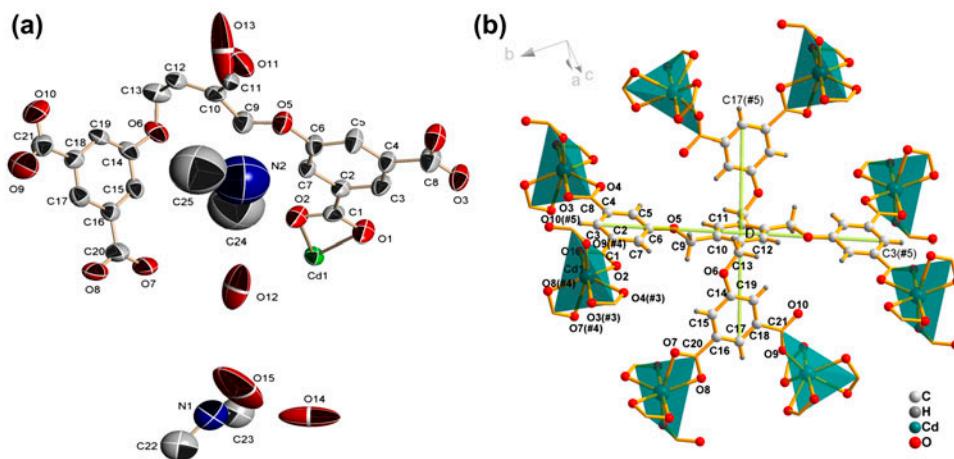 (a)
O13
O11
C12
C11
C13
C10
O10
C9
O5
C19
O6
C6
C5
C21
C18
C14
N2
C4
C7
C2
C8
O9
C17
C15
C25
C3
O3
C16
O2
C1
C24
O1
C20
Cd1
O8
O7
O12
O15
N1
O14
C22
C23
(b)
b
a
c
C17(#5)
O4
C8
C4
O3
C5
O10(#5)
C11
C3
C2
O5
D
C6
O9(#4)
C9
C10
C12
C1
C7
C3(#5)
C13
Cd1
O2
O6
O8(#4)
O4(#3)
C14
C19
O3(#3)
O10
O7(#4)
C15
C17
C18
C21
O7
C20
C16
O9
O8
C
H
Cd
O